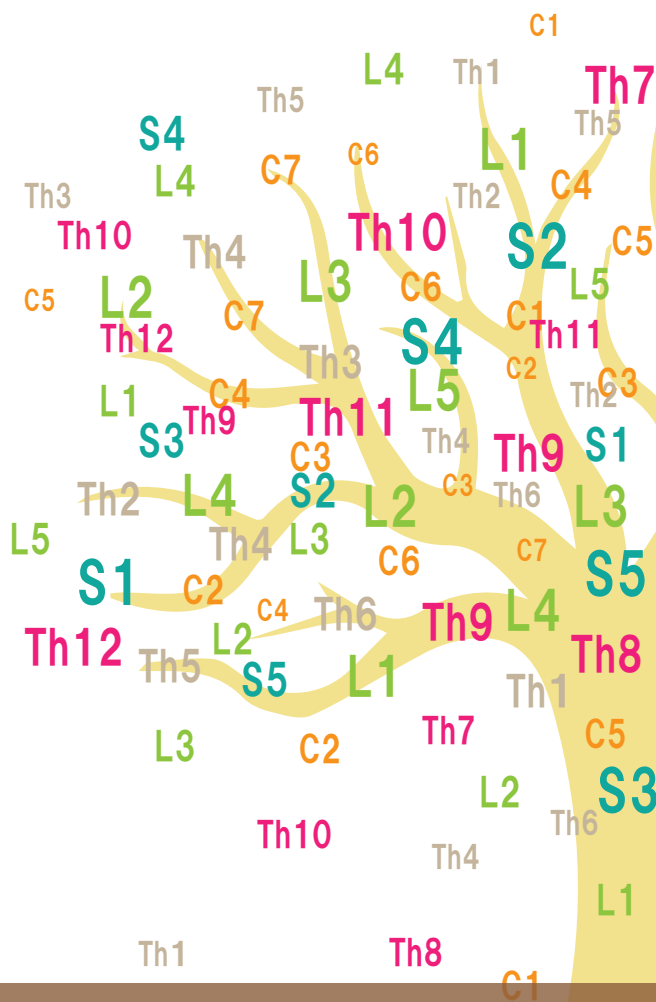 C1
L4
Th1
Th7
Th5
Th5
S4
L1
C6
C7
L4
C4
Th3
Th2
Th10
Th10
C5
S2
Th4
L3
L5
C6
C5
L2
C7
C1
Th11
Th12
S4
Th3
C2
L5
C3
C4
Th2
L1
Th9
Th11
S3
Th4
S1
Th9
C3
C3
S2
Th6
Th2
L4
L2
L3
L5
Th4
L3
C7
C6
S5
S1
C2
C4
Th6
L4
Th9
L2
Th12
Th8
Th5
S5
L1
Th1
Th7
C5
L3
C2
L2
S3
Th6
Th10
Th4
L1
Th1
Th8
C1